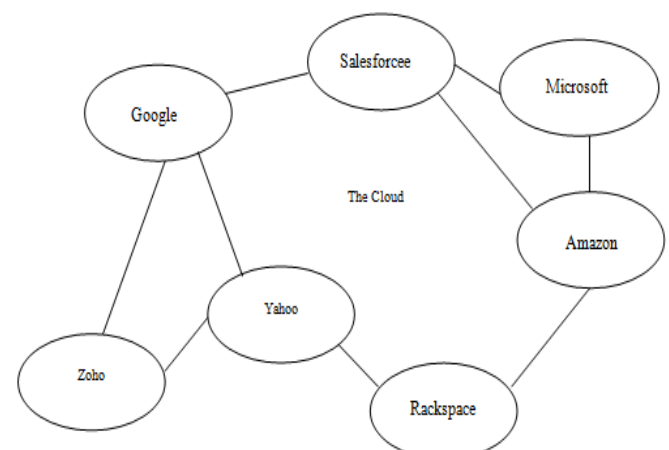 Salesforcee
Microsoft
Google
The Cloud
Amazon
Yahoo
Zoho
Rackspace